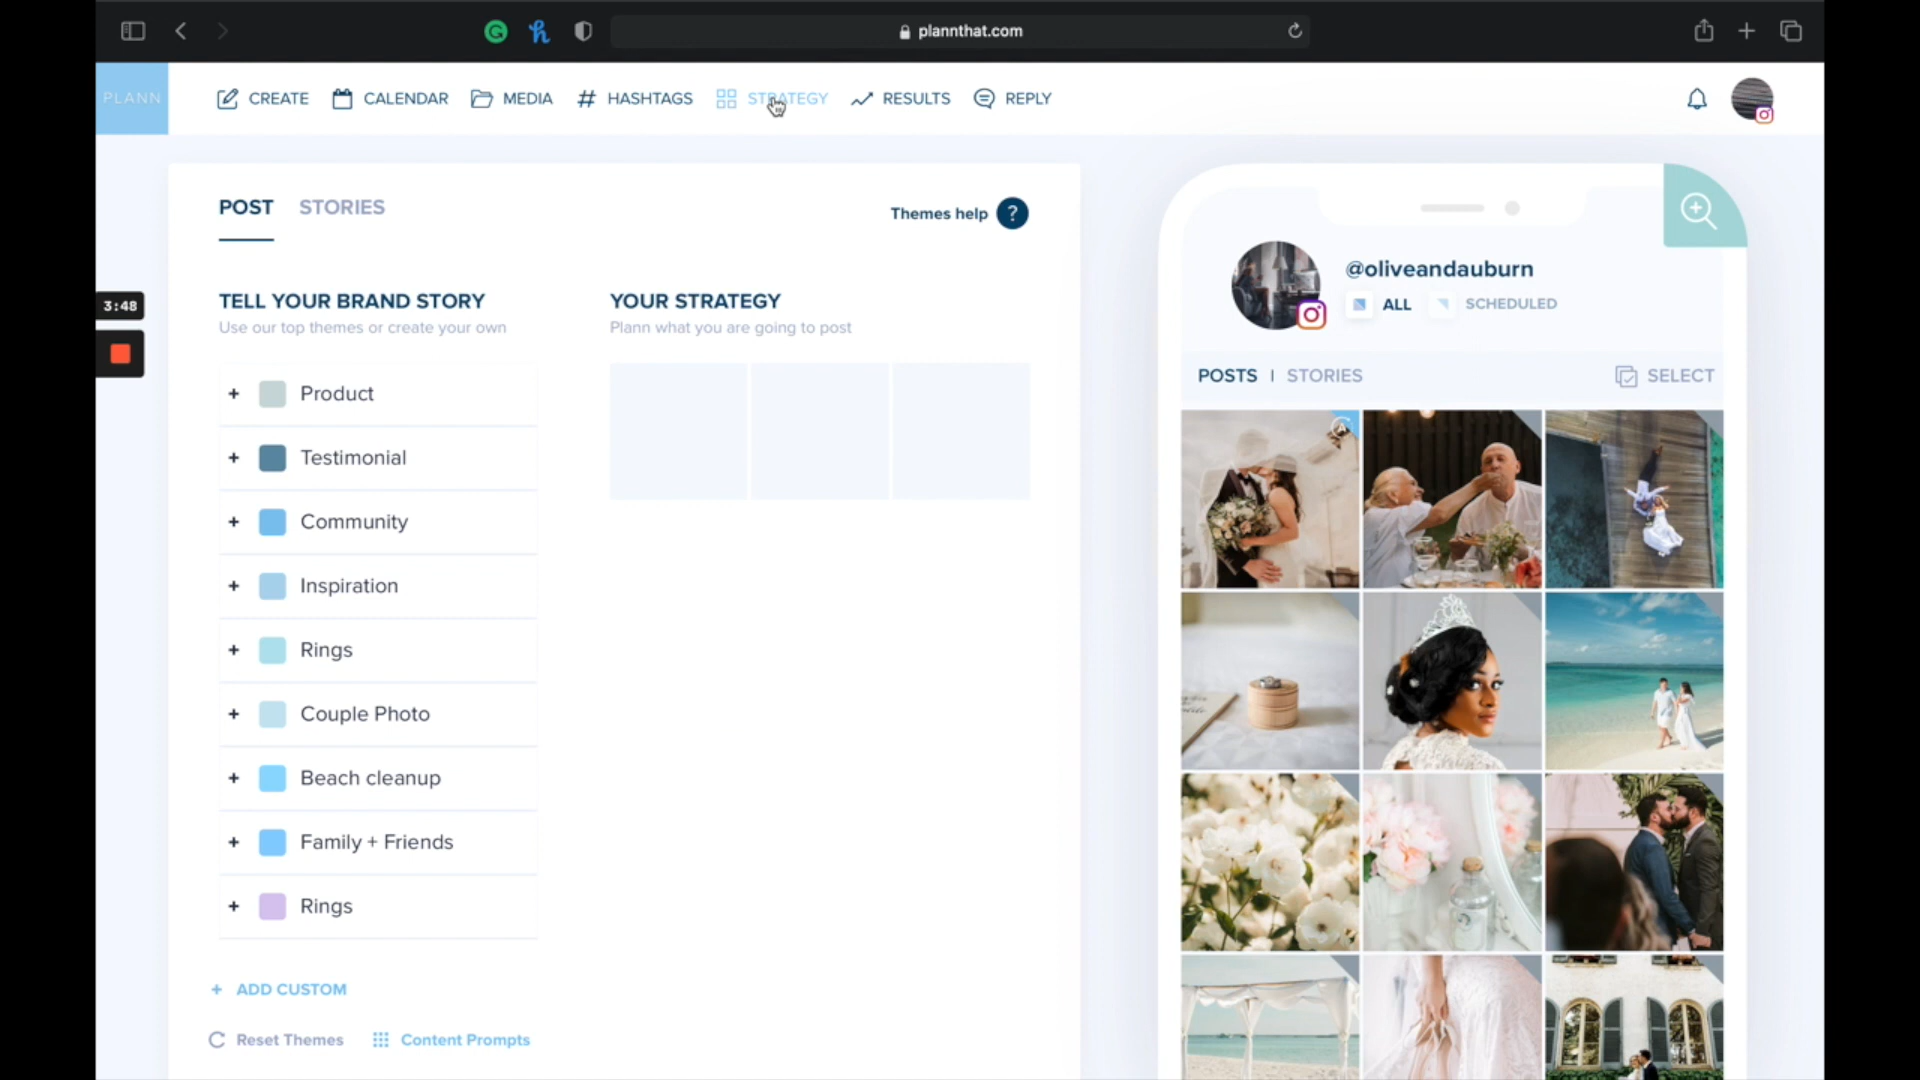 plannthat.com
PLANN
CREATE
CALENDAR
MEDIA
# HASHTAGS
STRATEGY
RESULTS
REPLY
POST
STORIES
Themes help ?
3:48
TELL YOUR BRAND STORY
Use our top themes or create your own
+ Product
+ Testimonial
+ Community
+ Inspiration
+ Rings
+ Couple Photo
+ Beach cleanup
+ Family + Friends
+ Rings
+ ADD CUSTOM
Reset Themes
Content Prompts
YOUR STRATEGY
Plann what you are going to post
@oliveandauburn
ALL
SCHEDULED
POSTS | STORIES
SELECT